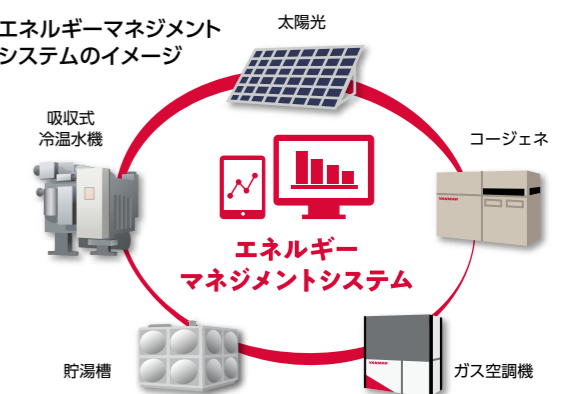 エネルギーマネジメント
システムのイメージ
太陽光
吸収式
冷温水機
コージェネ
YANMAR
エネルギー
マネジメントシステム
貯湯槽
YANMAR
ガス空調機